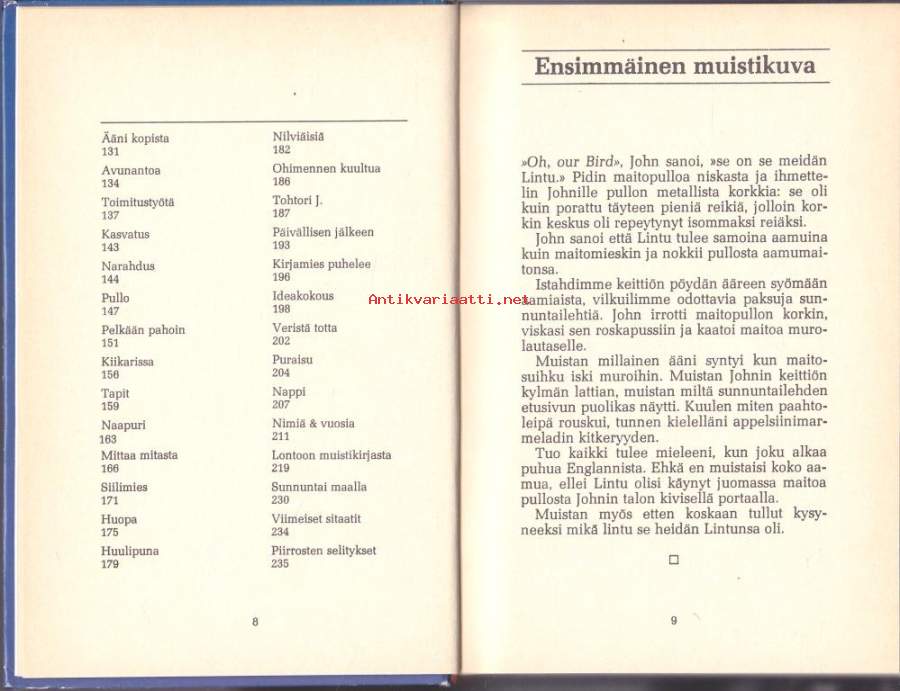 Ääni kopista
131
Avunantoa
134
Toimitustyötä
137
Kasvatus
143
Narahdus
144
Pullo
147
Pelkään pahoin
151
Kiikarissa
156
Tapit
159
Naapuri
163
Mittaa mitasta
166
Siilimies
171
Huopa
175
Huulipuna
179
Nilviäisiä
182
Ohimennen kuultua
186
Tohtori J.
187
Päivällisen jälkeen
193
Kirjamies puhelee
196
Ideakokous
198
Veristä totta
202
Puraisu
204
Nappi
207
Nimiä & vuosia
211
Lontoon muistikirjasta
219
Sunnuntai maalla
230
Viimeiset sitaatit
234
Piirrosten selitykset
235
8
Antikvariaatti.net
Ensimmäinen muistikuva
»Oh, our Bird», John sanoi, »se on se meidän
Lintu.» Pidin maitopulloa niskasta ja ihmette-
lin Johnille pullon metallista korkkia: se oli
kuin porattu täyteen pieniä reikiä, jolloin kor-
kin keskus oli repeytynyt isommaksi reiäksi.
John sanoi että Lintu tulee samoina aamuina
kuin maitomieskin ja nokkii pullosta aamumai-
tonsa.
Istahdimme keittiön pöydän ääreen syömään
aamiaista, vilkuilimme odottavia paksuja sun-
nuntailehtiä. John irrotti maitopullon korkin,
viskasi sen roskapussiin ja kaatoi maitoa muro-
lautaselle.
Muistan millainen ääni syntyi kun maito-
suihku iski muroihin. Muistan Johnin keittiön
kylmän lattian, muistan miltä sunnuntailehden
etusivun puolikas näytti. Kuulen miten paahto-
leipä rouskui, tunnen kielelläni appelsiinimar-
meladin kitkeryyden.
Tuo kaikki tulee mieleeni, kun joku alkaa
puhua Englannista. Ehkä en muistaisi koko aa-
mua, ellei Lintu olisi käynyt juomassa maitoa
pullosta Johnin talon kivisellä portaalla.
Muistan myös etten koskaan tullut kysy-
neeksi mikä lintu se heidän Lintunsa oli.
9